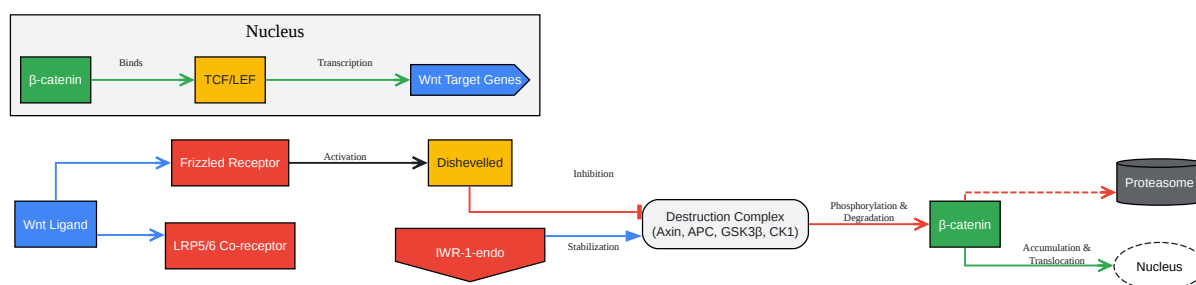 Nucleus
β-catenin
Binds
TCF/LEF
Transcription
Wnt Target Genes
Wnt Ligand
Frizzled Receptor
LRP5/6 Co-receptor
Activation
Dishevelled
Inhibition
IWR-1-endo
Stabilization
Destruction Complex
(Axin, APC, GSK3β, CK1)
Phosphorylation &
Degradation
β-catenin
Proteasome
Accumulation &
Translocation
Nucleus